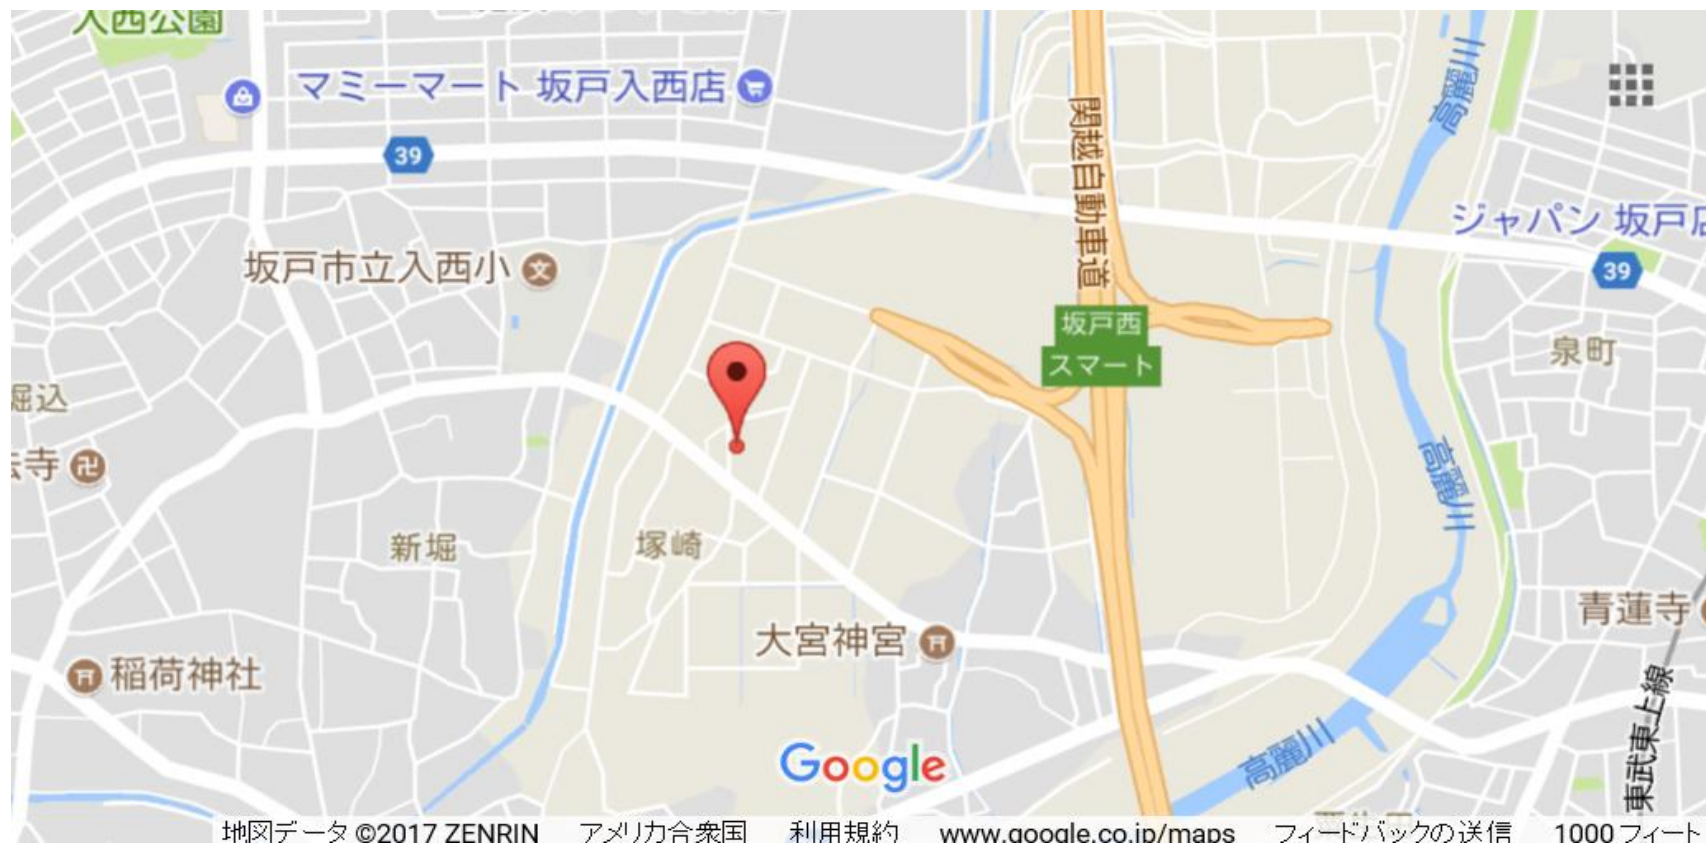 入西公園
マミーマート 坂戸入西店
39
関越自動車道
高麗川
ジャパン 坂戸店
39
坂戸市立入西小
文
坂戸西
スマート
泉町
堀込
寺
高麗川
新堀
塚崎
青蓮寺
大宮神宮
稲荷神社
東武東上線
高麗川
Google
地図データ ©2017 ZENRIN アメリカ合衆国 利用規約 www.google.co.jp/maps フィードバックの送信 1000 フィート